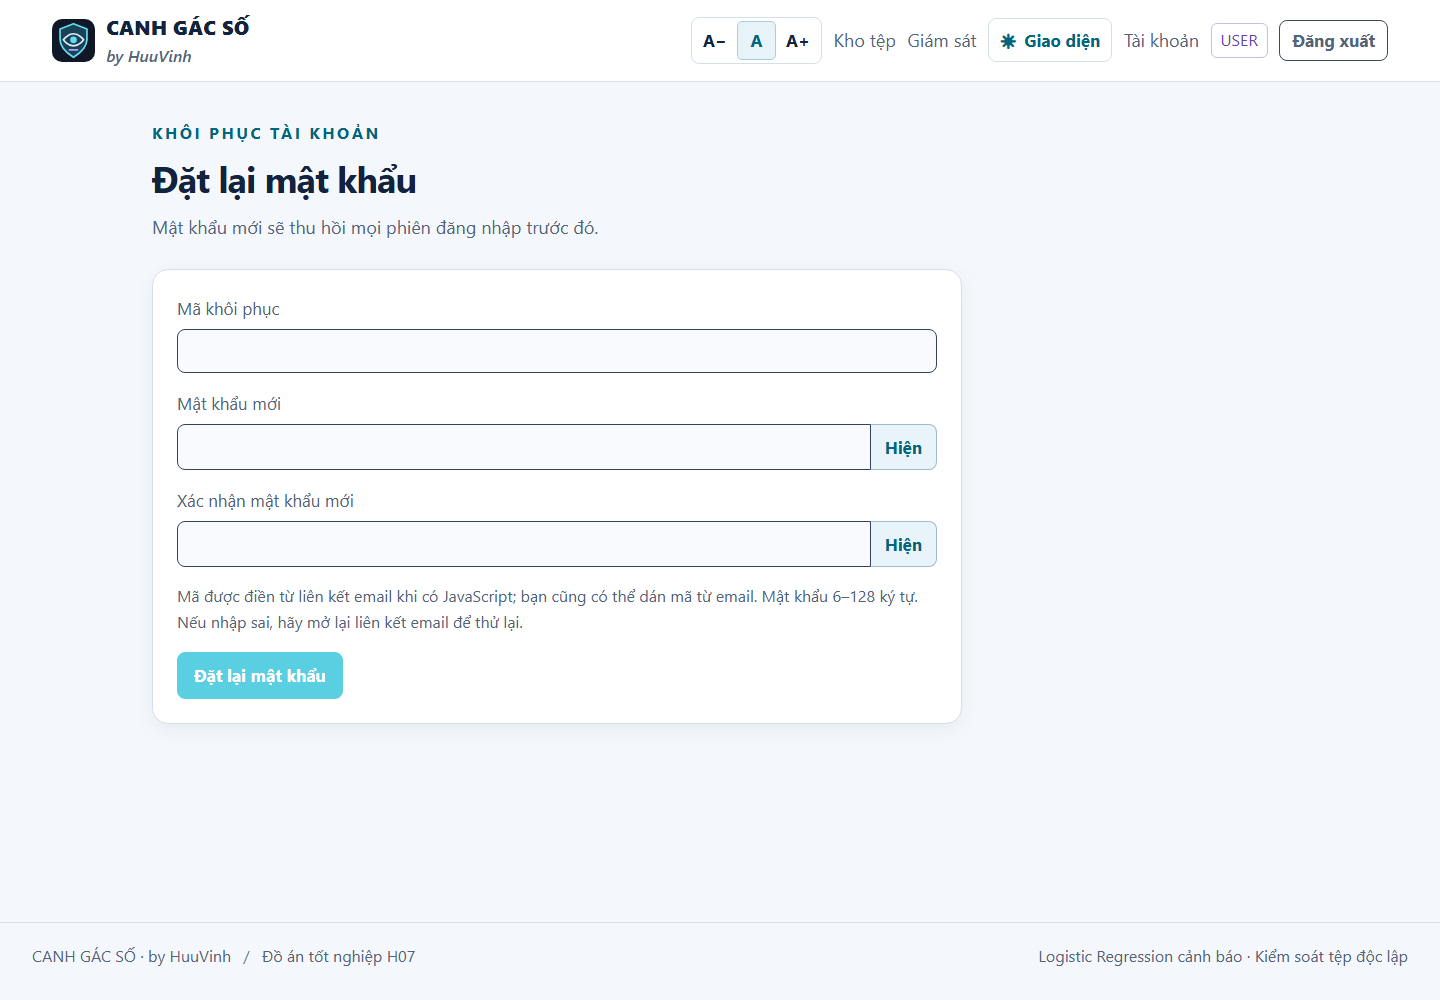 CANH GÁC SỐ
by HuuVinh
A− A A+ Kho tệp Giám sát Giao diện Tài khoản USER Đăng xuất
KHÔI PHỤC TÀI KHOẢN
Đặt lại mật khẩu
Mật khẩu mới sẽ thu hồi mọi phiên đăng nhập trước đó.
Mã khôi phục
Mật khẩu mới
Hiện
Xác nhận mật khẩu mới
Hiện
Mã được điền từ liên kết email khi có JavaScript; bạn cũng có thể dán mã từ email. Mật khẩu 6–128 ký tự.
Nếu nhập sai, hãy mở lại liên kết email để thử lại.
Đặt lại mật khẩu
CANH GÁC SỐ · by HuuVinh / Đồ án tốt nghiệp H07
Logistic Regression cảnh báo · Kiểm soát tệp độc lập